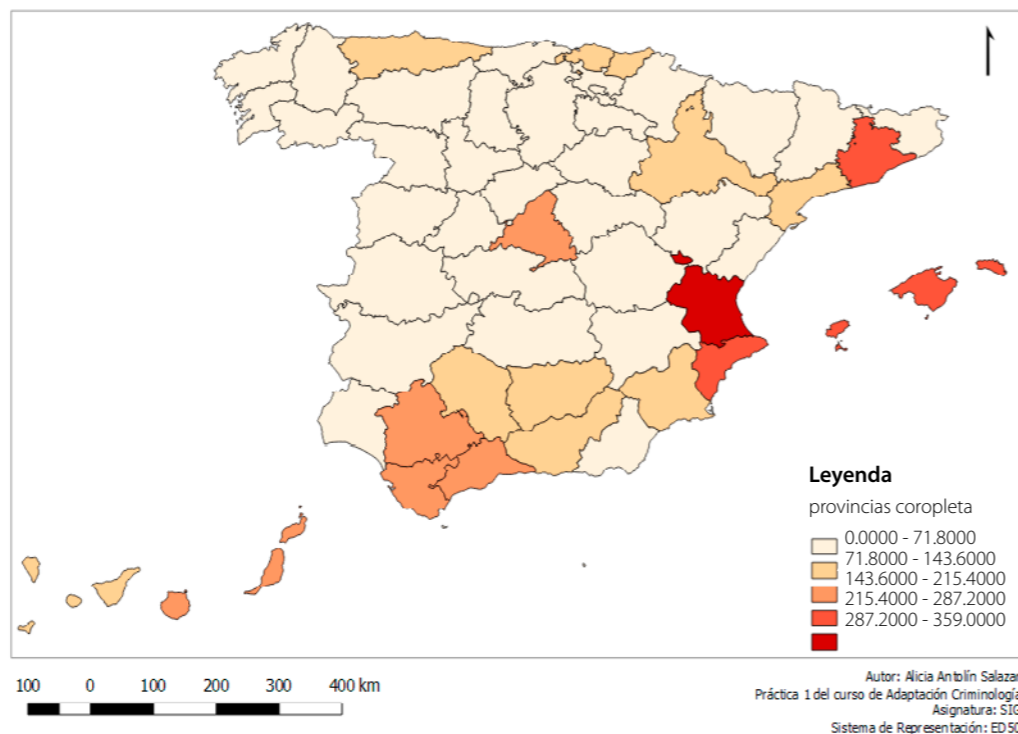 Leyenda
provincias coropleta
0.0000 - 71.8000
71.8000 - 143.6000
143.6000 - 215.4000
215.4000 - 287.2000
287.2000 - 359.0000
100 0 100 200 300 400 km
Autor: Alicia Antolín Salazar
Práctica 1 del curso de Adaptación Criminología
Asignatura: SIG
Sistema de Representación: ED50